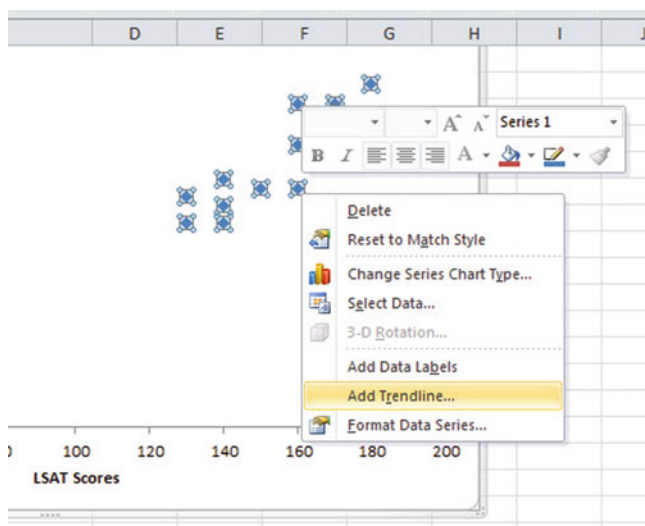 D E F G H I
Series 1
B I A
Delete
Reset to Match Style
Change Series Chart Type...
Select Data...
3-D Rotation...
Add Data Labels
Add Trendline...
Format Data Series...
100 120 140 160 180 200
LSAT Scores